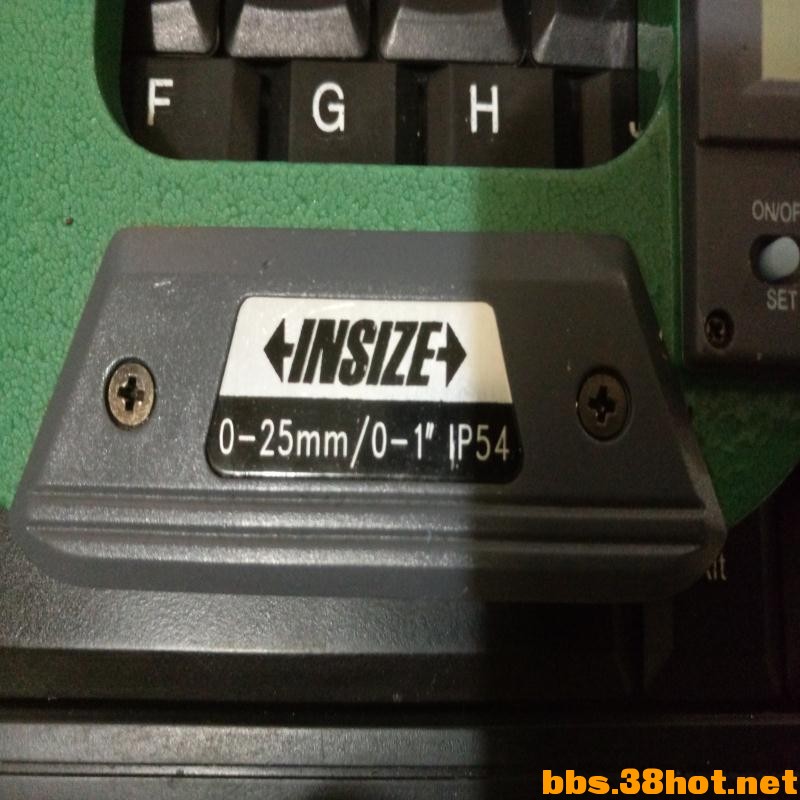 F G H
ON/OF
SET
INSIZE
0-25mm/0-1" IP54
bbs.38hot.net